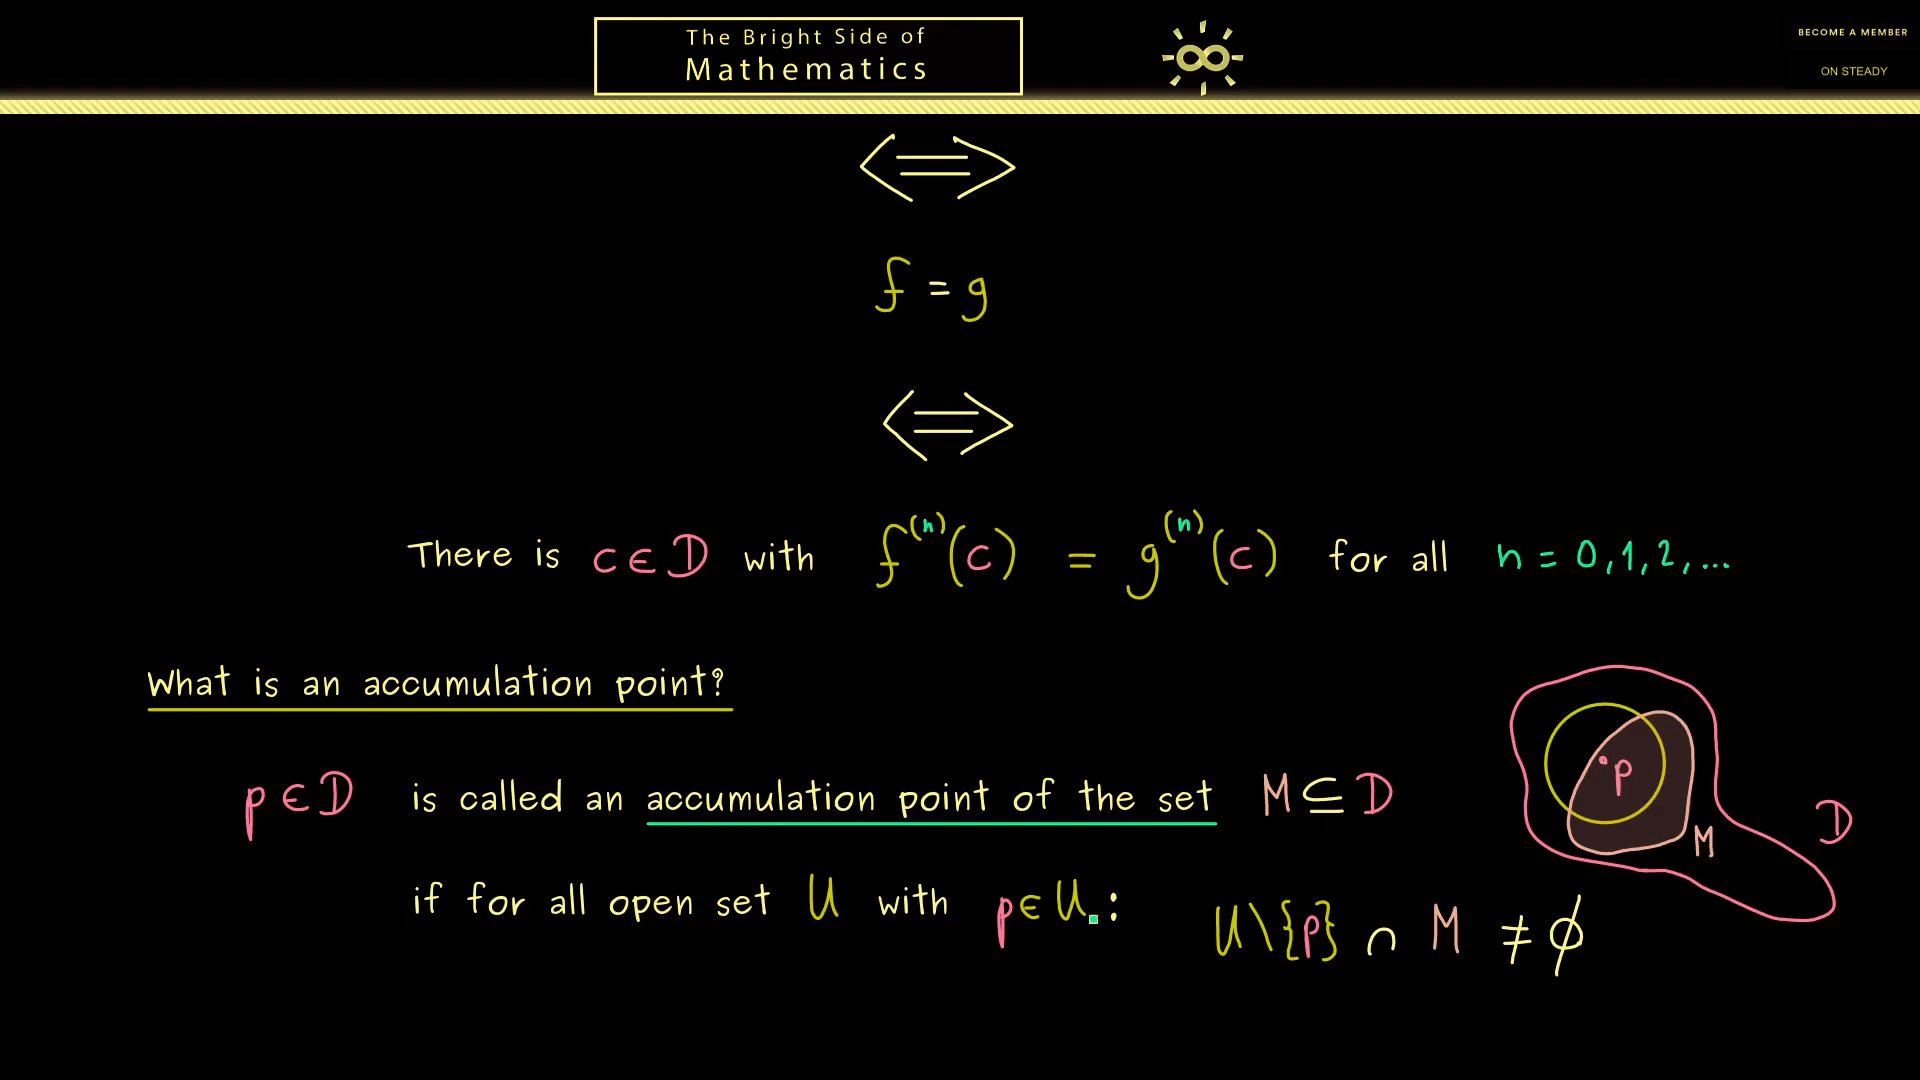 The Bright Side of
Mathematics
BECOME A MEMBER
ON STEADY
⟺
f = g
⟺
There is c ∈ D with f⁽ⁿ⁾(c) = g⁽ⁿ⁾(c) for all n = 0, 1, 2, ...
What is an accumulation point?
p ∈ D is called an accumulation point of the set M ⊆ D
if for all open set U with p ∈ U : U \ {p} ∩ M ≠ ∅
p
M
D